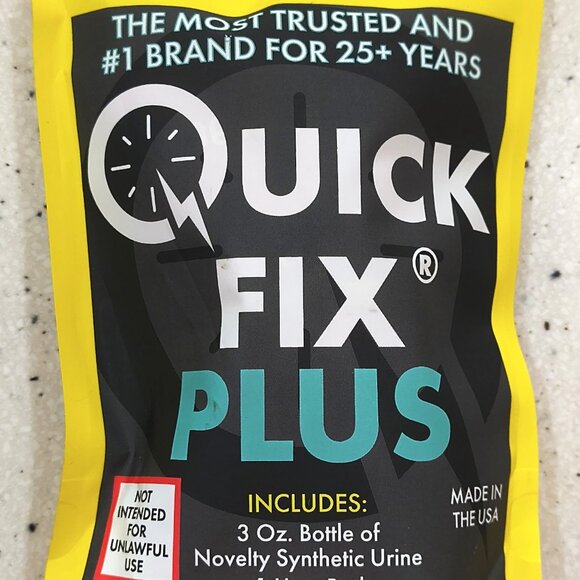 THE MOST TRUSTED AND
#1 BRAND FOR 25+ YEARS
QUICK
FIX®
PLUS
NOT
INTENDED
FOR
UNLAWFUL
USE
INCLUDES:
3 Oz. Bottle of
Novelty Synthetic Urine
MADE IN
THE USA